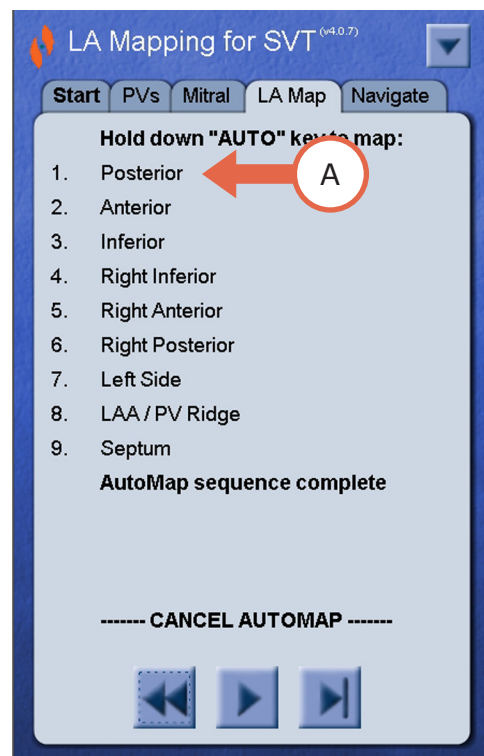 LA Mapping for SVT (v4.0.7)
Start PVs Mitral LA Map Navigate
Hold down "AUTO" key to map:
1. Posterior A
2. Anterior
3. Inferior
4. Right Inferior
5. Right Anterior
6. Right Posterior
7. Left Side
8. LAA / PV Ridge
9. Septum
AutoMap sequence complete
------- CANCEL AUTOMAP -------